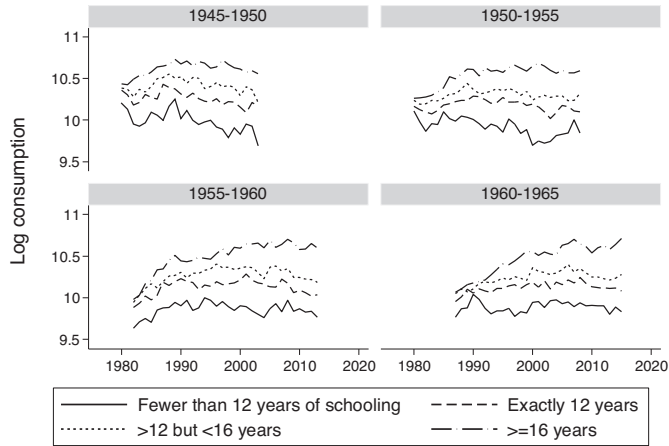 1945-1950
1950-1955
11
10.5
10
9.5
Log consumption
1955-1960
1960-1965
11
10.5
10
9.5
1980 1990 2000 2010 2020
1980 1990 2000 2010 2020
Fewer than 12 years of schooling
Exactly 12 years
>12 but <16 years
>=16 years